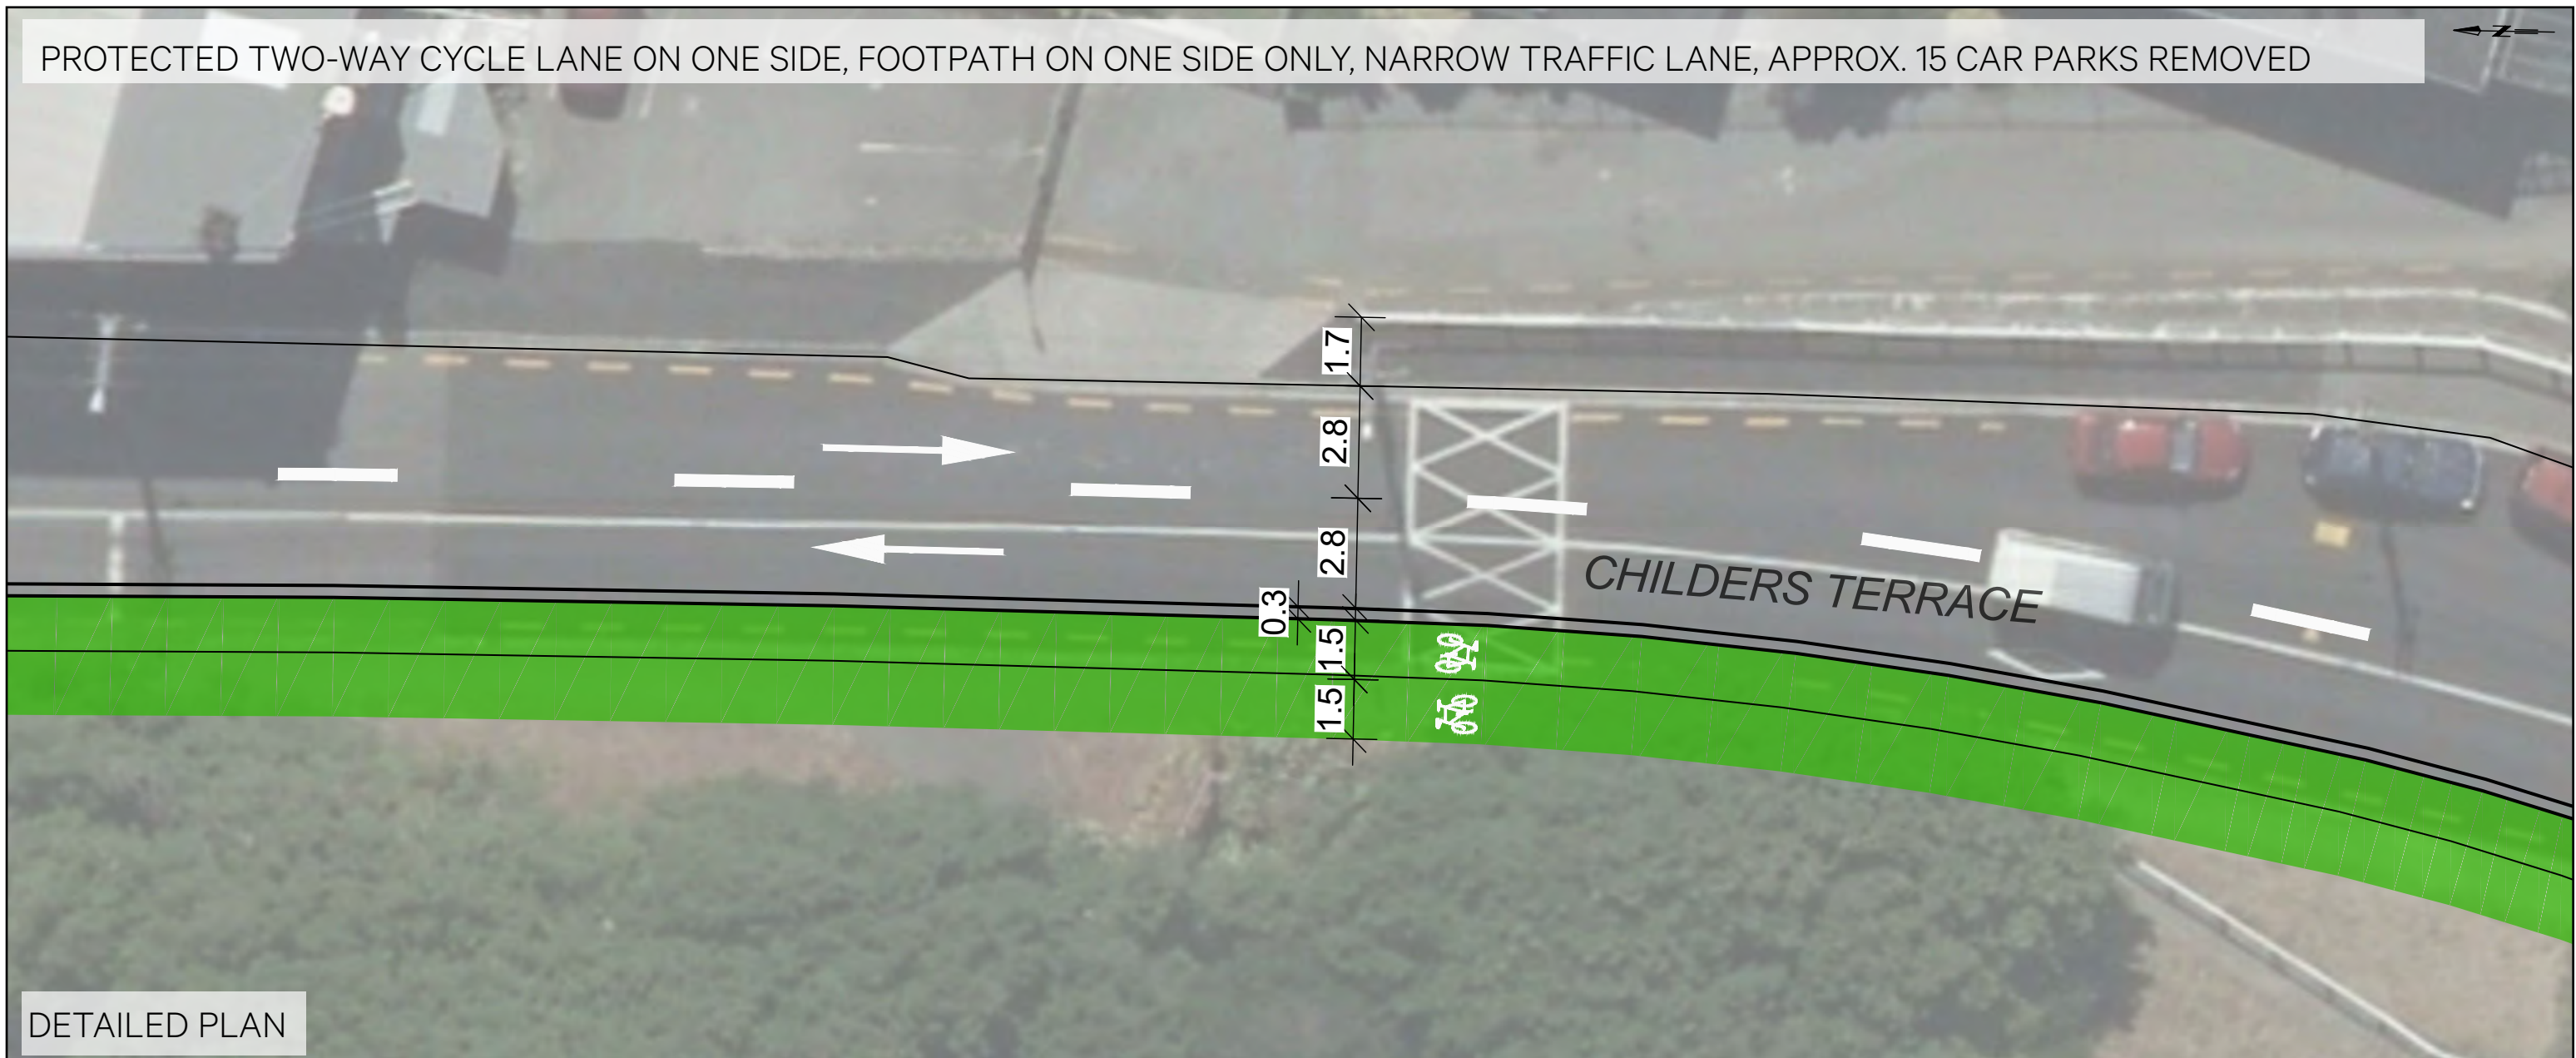 PROTECTED TWO-WAY CYCLE LANE ON ONE SIDE, FOOTPATH ON ONE SIDE ONLY, NARROW TRAFFIC LANE, APPROX. 15 CAR PARKS REMOVED
N
1.7
2.8
2.8
0.3
1.5
1.5
CHILDERS TERRACE
DETAILED PLAN